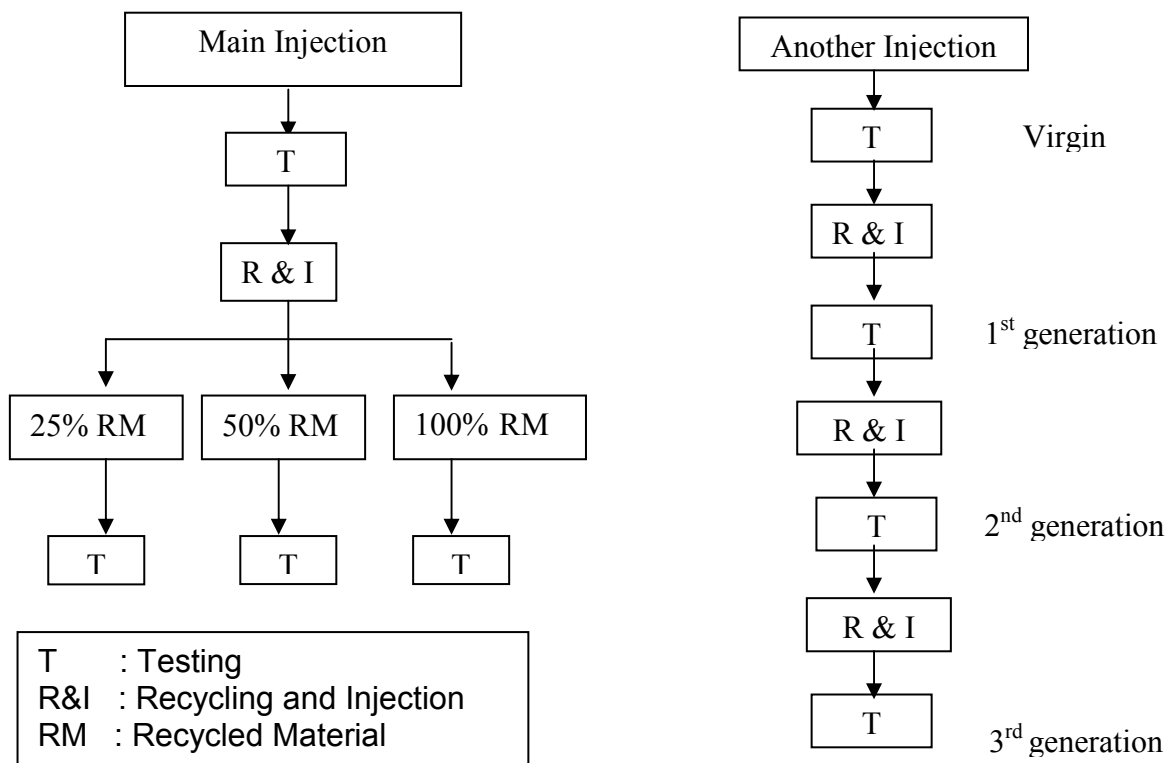 Main Injection
T
R & I
25% RM
50% RM
100% RM
T
T
T
T : Testing
R&I : Recycling and Injection
RM : Recycled Material
Another Injection
T
Virgin
R & I
T
1st generation
R & I
T
2nd generation
R & I
T
3rd generation